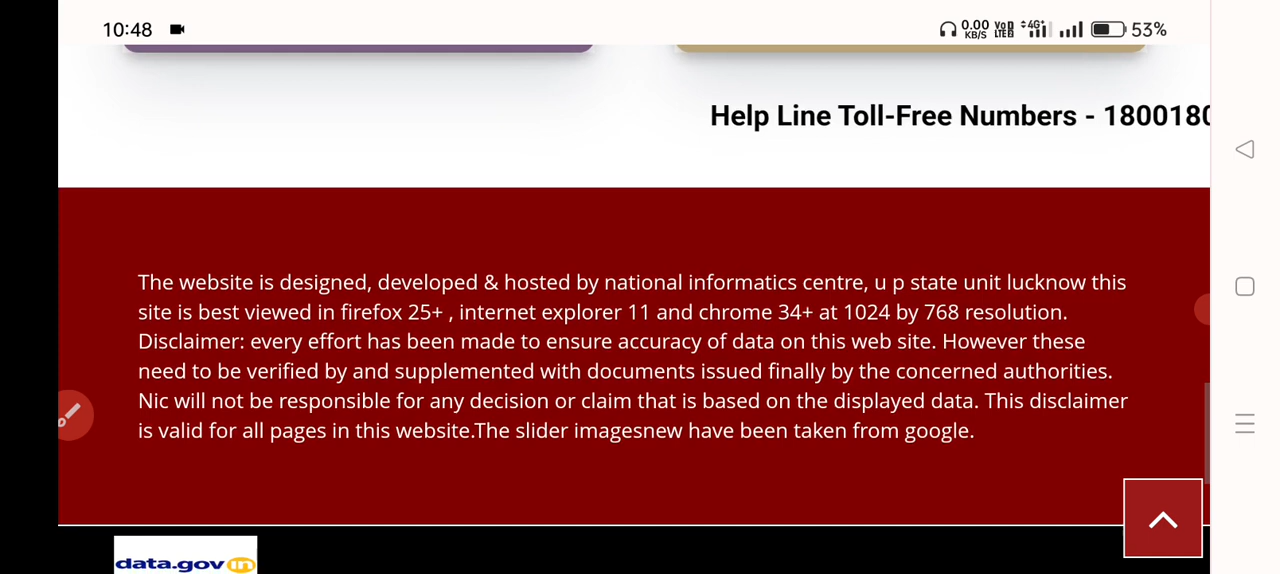 10:48
0.00 KB/S VoD LTE 4G+ 53%
Help Line Toll-Free Numbers - 180018
The website is designed, developed & hosted by national informatics centre, u p state unit lucknow this
site is best viewed in firefox 25+ , internet explorer 11 and chrome 34+ at 1024 by 768 resolution.
Disclaimer: every effort has been made to ensure accuracy of data on this web site. However these
need to be verified by and supplemented with documents issued finally by the concerned authorities.
Nic will not be responsible for any decision or claim that is based on the displayed data. This disclaimer
is valid for all pages in this website.The slider imagesnew have been taken from google.
data.gov in